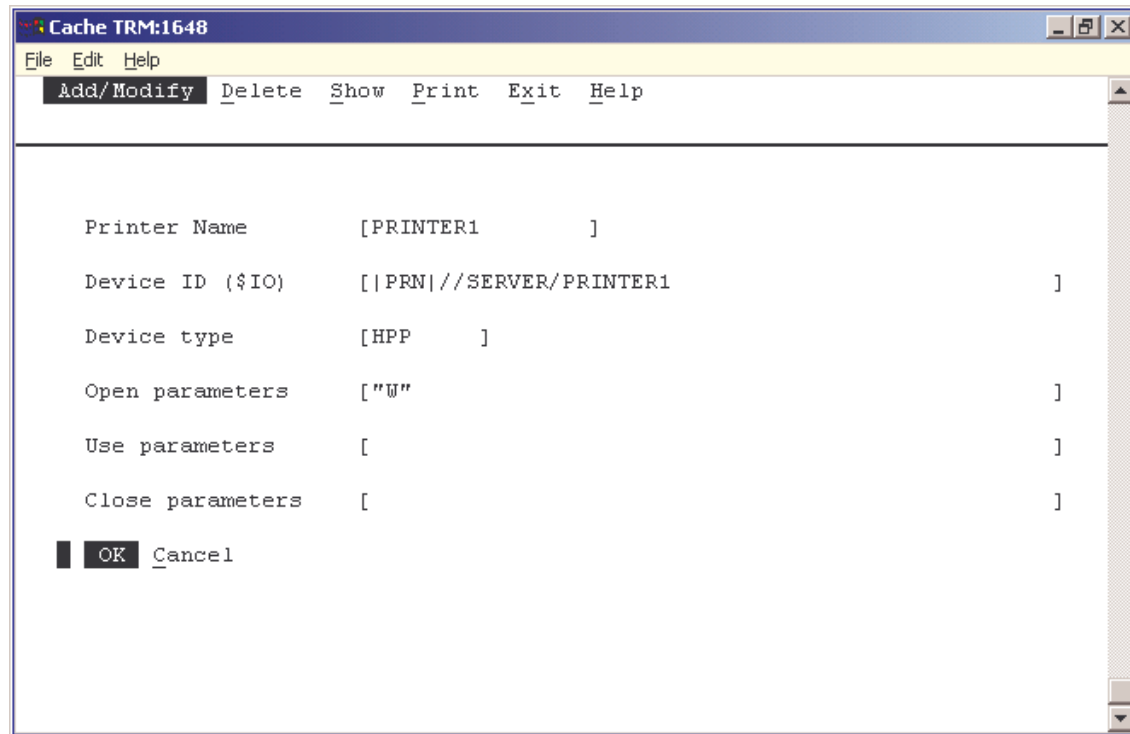 Cache TRM:1648
File Edit Help
Add/Modify Delete Show Print Exit Help
Printer Name [PRINTER1 ]
Device ID ($IO) [|PRN|//SERVER/PRINTER1 ]
Device type [HPP ]
Open parameters ["W" ]
Use parameters [ ]
Close parameters [ ]
OK Cancel